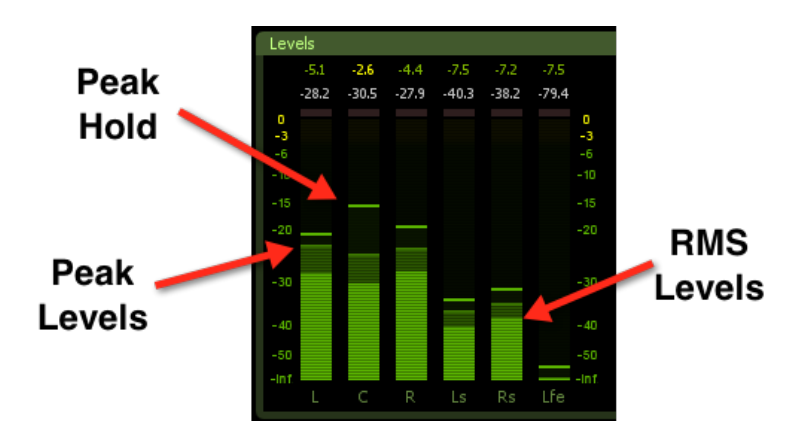 Levels
-5.1 -2.6 -4.4 -7.5 -7.2 -7.5
-28.2 -30.5 -27.9 -40.3 -38.2 -79.4
Peak
Hold
0 0
-3 -3
-6 -6
-10 -10
-15 -15
-20 -20
RMS
Levels
Peak
Levels
-30 -30
-40 -40
-50 -50
-Inf -Inf
L C R Ls Rs Lfe